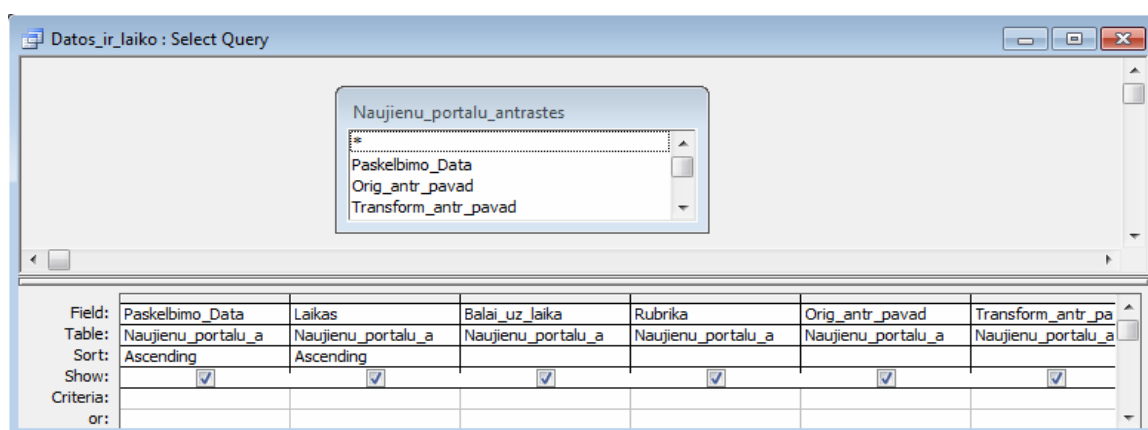 Datos_ir_laiko : Select Query
Naujienu_portalu_antrastes
*
Paskelbimo_Data
Orig_antr_pavad
Transform_antr_pavad
Field: Paskelbimo_Data Laikas Balai_uz_laika Rubrika Orig_antr_pavad Transform_antr_pa
Table: Naujienu_portalu_a Naujienu_portalu_a Naujienu_portalu_a Naujienu_portalu_a Naujienu_portalu_a Naujienu_portalu_a
Sort: Ascending Ascending
Show:
Criteria:
or: